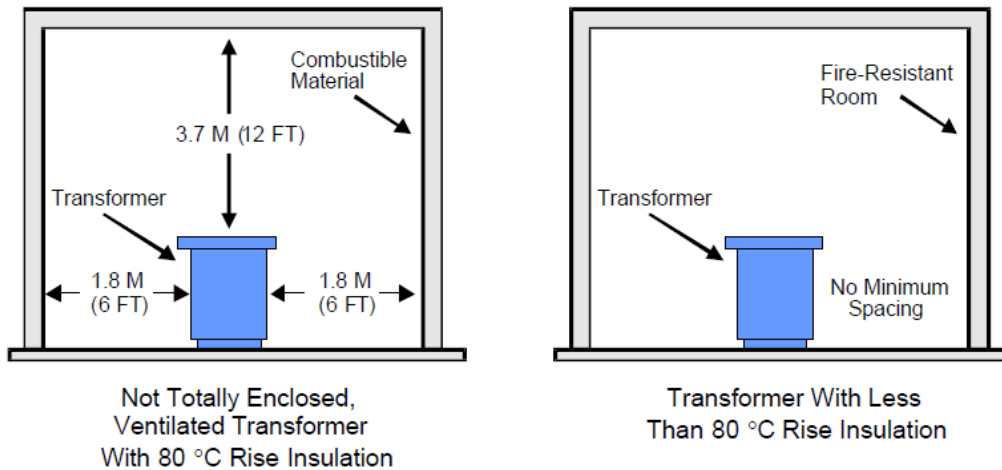 Combustible
Material
3.7 M (12 FT)
Transformer
1.8 M
(6 FT)
1.8 M
(6 FT)
Not Totally Enclosed,
Ventilated Transformer
With 80 °C Rise Insulation
Fire-Resistant
Room
Transformer
No Minimum
Spacing
Transformer With Less
Than 80 °C Rise Insulation